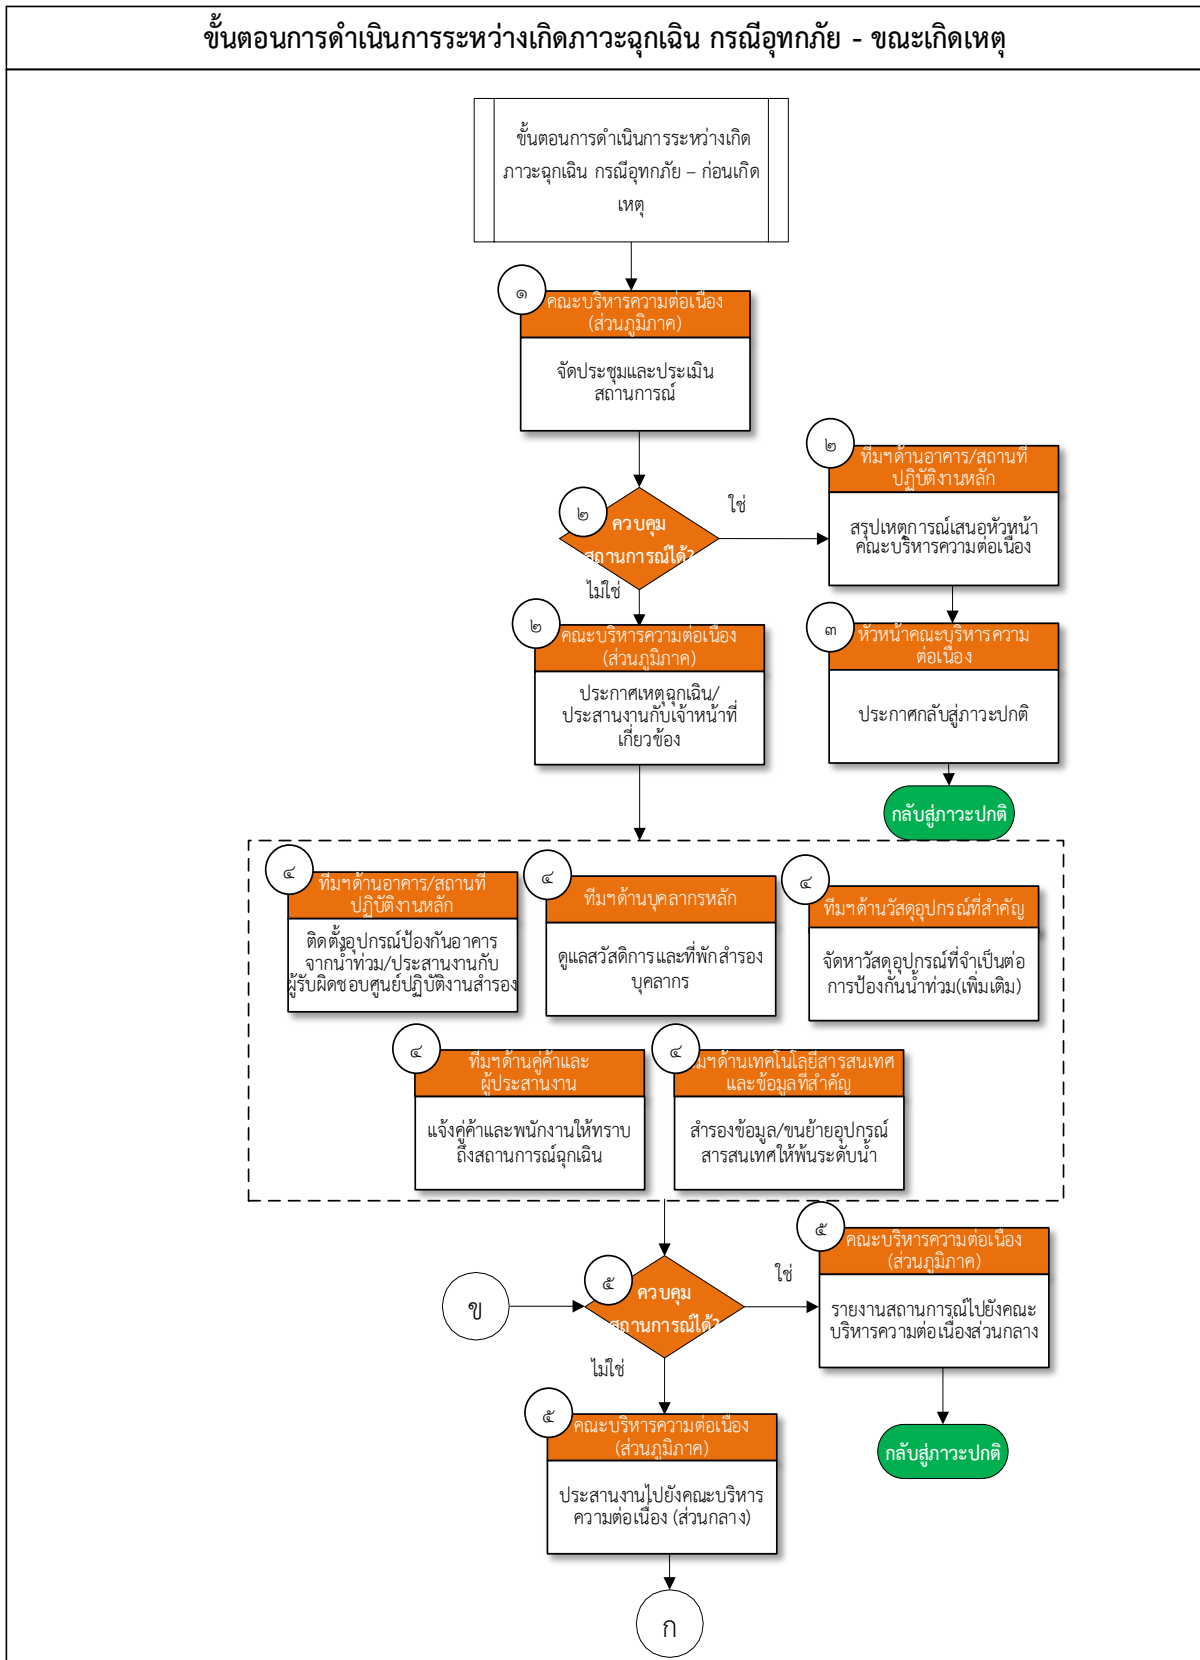 ขั้นตอนการดำเนินการระหว่างเกิดภาวะฉุกเฉิน กรณีอุทกภัย - ขณะเกิดเหตุ
ขั้นตอนการดำเนินการระหว่างเกิด
ภาวะฉุกเฉิน กรณีอุทกภัย – ก่อนเกิด
เหตุ
๑
คณะบริหารความต่อเนื่อง
(ส่วนภูมิภาค)
จัดประชุมและประเมิน
สถานการณ์
๒
ควบคุม
สถานการณ์ได้?
ใช่
ไม่ใช่
๒
ทีมฯด้านอาคาร/สถานที่
ปฏิบัติงานหลัก
สรุปเหตุการณ์เสนอหัวหน้า
คณะบริหารความต่อเนื่อง
๒
คณะบริหารความต่อเนื่อง
(ส่วนภูมิภาค)
ประกาศเหตุฉุกเฉิน/
ประสานงานกับเจ้าหน้าที่
เกี่ยวข้อง
๓
หัวหน้าคณะบริหารความ
ต่อเนื่อง
ประกาศกลับสู่ภาวะปกติ
กลับสู่ภาวะปกติ
๔
ทีมฯด้านอาคาร/สถานที่
ปฏิบัติงานหลัก
ติดตั้งอุปกรณ์ป้องกันอาคาร
จากน้ำท่วม/ประสานงานกับ
ผู้รับผิดชอบศูนย์ปฏิบัติงานสำรอง
๔
ทีมฯด้านบุคลากรหลัก
ดูแลสวัสดิการและที่พักสำรอง
บุคลากร
๔
ทีมฯด้านวัสดุอุปกรณ์ที่สำคัญ
จัดหาวัสดุอุปกรณ์ที่จำเป็นต่อ
การป้องกันน้ำท่วม(เพิ่มเติม)
๔
ทีมฯด้านคู่ค้าและ
ผู้ประสานงาน
แจ้งคู่ค้าและพนักงานให้ทราบ
ถึงสถานการณ์ฉุกเฉิน
๔
ทีมฯด้านเทคโนโลยีสารสนเทศ
และข้อมูลที่สำคัญ
สำรองข้อมูล/ขนย้ายอุปกรณ์
สารสนเทศให้พ้นระดับน้ำ
ข
๕
ควบคุม
สถานการณ์ได้?
ใช่
ไม่ใช่
๕
คณะบริหารความต่อเนื่อง
(ส่วนภูมิภาค)
รายงานสถานการณ์ไปยังคณะ
บริหารความต่อเนื่องส่วนกลาง
กลับสู่ภาวะปกติ
๕
คณะบริหารความต่อเนื่อง
(ส่วนภูมิภาค)
ประสานงานไปยังคณะบริหาร
ความต่อเนื่อง (ส่วนกลาง)
ก